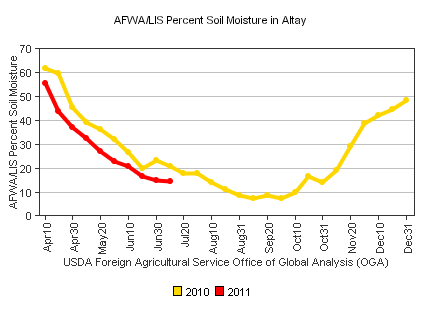 AFWA/LIS Percent Soil Moisture in Altay
AFWA/LIS Percent Soil Moisture
70
60
50
40
30
20
10
0
Apr10 Apr30 May20 Jun10 Jun30 Jul20 Aug10 Aug31 Sep20 Oct10 Oct31 Nov20 Dec10 Dec31
USDA Foreign Agricultural Service Office of Global Analysis (OGA)
2010 2011